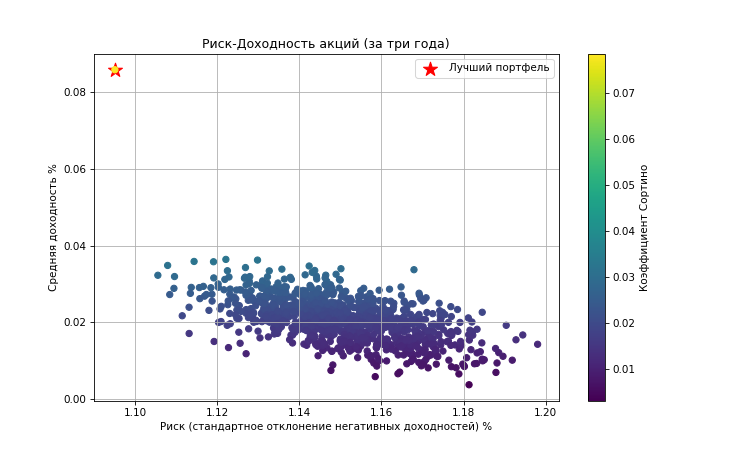 Риск-Доходность акций (за три года)
Лучший портфель
0.08
0.06
0.04
0.02
0.00
Средняя доходность %
1.10 1.12 1.14 1.16 1.18 1.20
Риск (стандартное отклонение негативных доходностей) %
0.07
0.06
0.05
0.04
0.03
0.02
0.01
Коэффициент Сортино